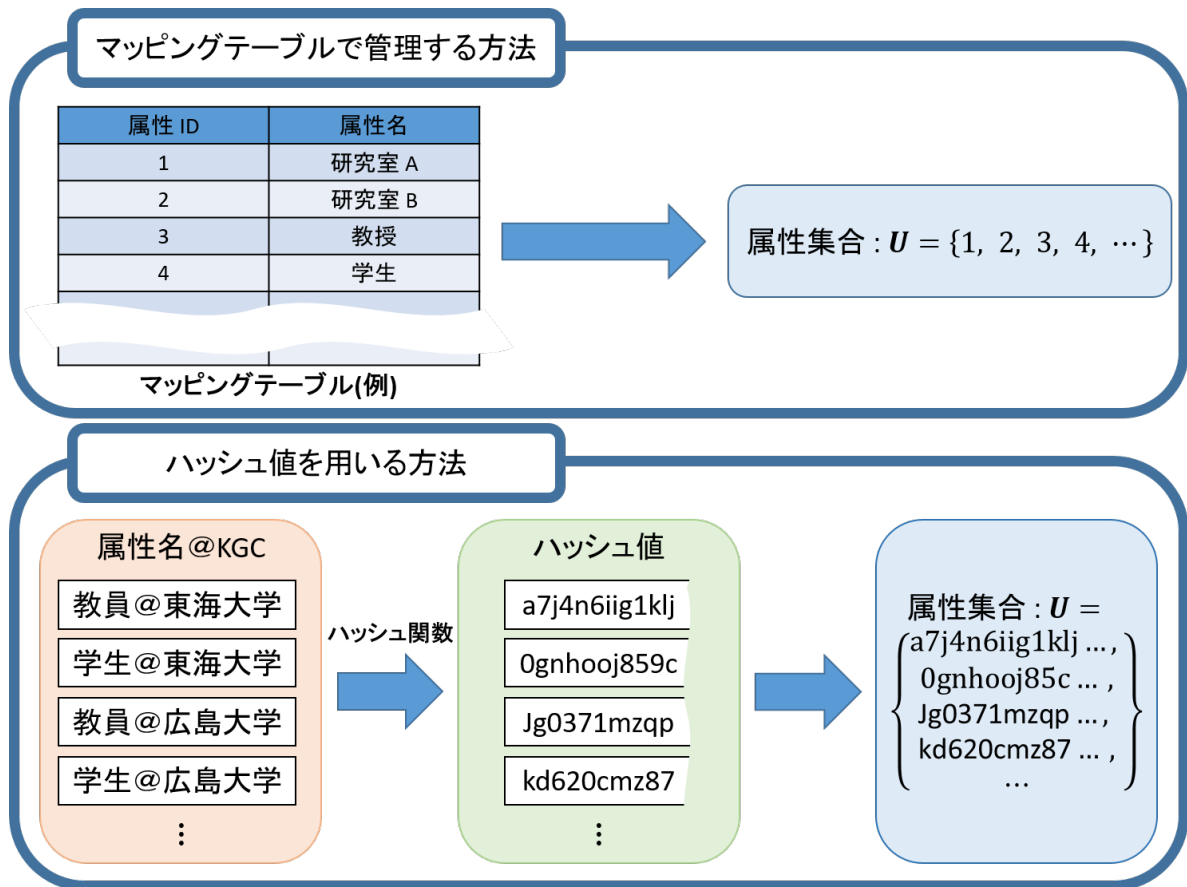 マッピングテーブルで管理する方法
属性 ID 属性名
1 研究室 A
2 研究室 B
3 教授
4 学生
マッピングテーブル(例)
属性集合 : U = {1, 2, 3, 4, ⋯}
ハッシュ値を用いる方法
属性名@KGC
教員@東海大学
学生@東海大学
教員@広島大学
学生@広島大学
⋮
ハッシュ関数
ハッシュ値
a7j4n6iig1klj
0gnhooj859c
Jg0371mzqp
kd620cmz87
⋮
属性集合 : U =
{a7j4n6iig1klj …,
0gnhooj85c … ,
Jg0371mzqp …,
kd620cmz87 … ,
…}